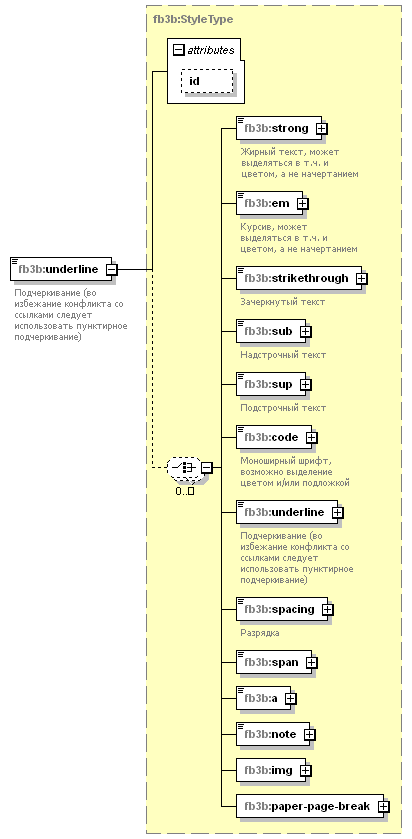 fb3b:StyleType
attributes
id
fb3b:strong
Жирный текст, может
выделяться в т.ч. и
цветом, а не начертанием
fb3b:em
Курсив, может
выделяться в т.ч. и
цветом, а не начертанием
fb3b:underline
Подчеркивание (во
избежание конфликта со
ссылками следует
использовать пунктирное
подчеркивание)
fb3b:strikethrough
Зачеркнутый текст
fb3b:sub
Надстрочный текст
fb3b:sup
Подстрочный текст
fb3b:code
Моноширный шрифт,
возможно выделение
цветом и/или подложкой
0..
fb3b:underline
Подчеркивание (во
избежание конфликта со
ссылками следует
использовать пунктирное
подчеркивание)
fb3b:spacing
Разрядка
fb3b:span
fb3b:a
fb3b:note
fb3b:img
fb3b:paper-page-break